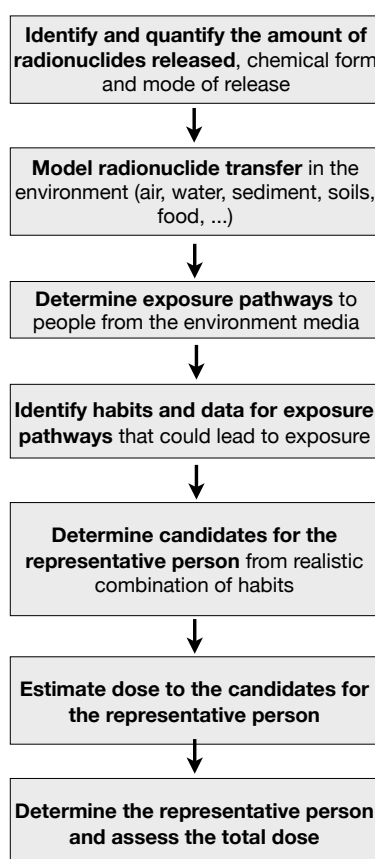 Identify and quantify the amount of
radionuclides released, chemical form
and mode of release
Model radionuclide transfer in the
environment (air, water, sediment, soils,
food, ...)
Determine exposure pathways to
people from the environment media
Identify habits and data for exposure
pathways that could lead to exposure
Determine candidates for the
representative person from realistic
combination of habits
Estimate dose to the candidates for
the representative person
Determine the representative person
and assess the total dose